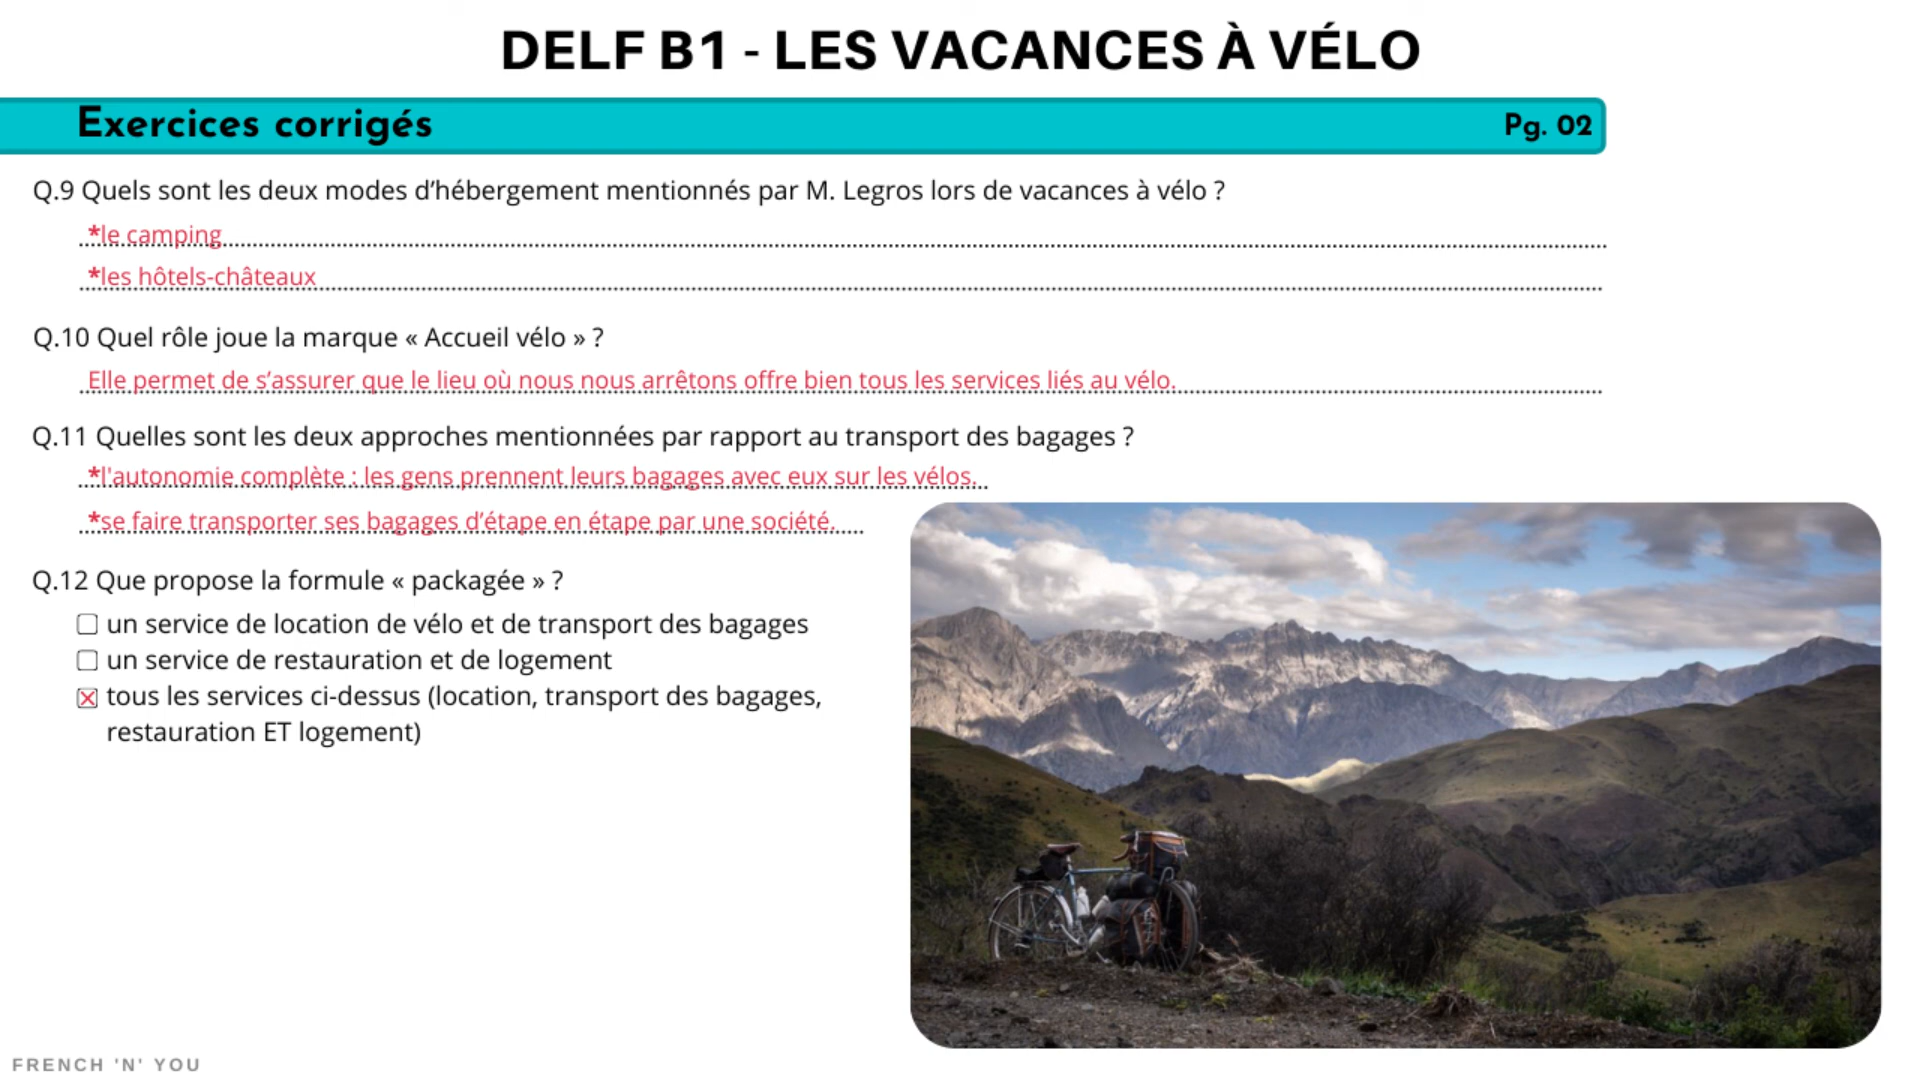 DELF B1 - LES VACANCES À VÉLO
Exercices corrigés
Pg. 02
Q.9 Quels sont les deux modes d’hébergement mentionnés par M. Legros lors de vacances à vélo ?
*le camping
*les hôtels-châteaux
Q.10 Quel rôle joue la marque « Accueil vélo » ?
Elle permet de s’assurer que le lieu où nous nous arrêtons offre bien tous les services liés au vélo.
Q.11 Quelles sont les deux approches mentionnées par rapport au transport des bagages ?
*l'autonomie complète : les gens prennent leurs bagages avec eux sur les vélos.
*se faire transporter ses bagages d’étape en étape par une société.
Q.12 Que propose la formule « packagée » ?
un service de location de vélo et de transport des bagages
un service de restauration et de logement
tous les services ci-dessus (location, transport des bagages,
restauration ET logement)
FRENCH 'N' YOU